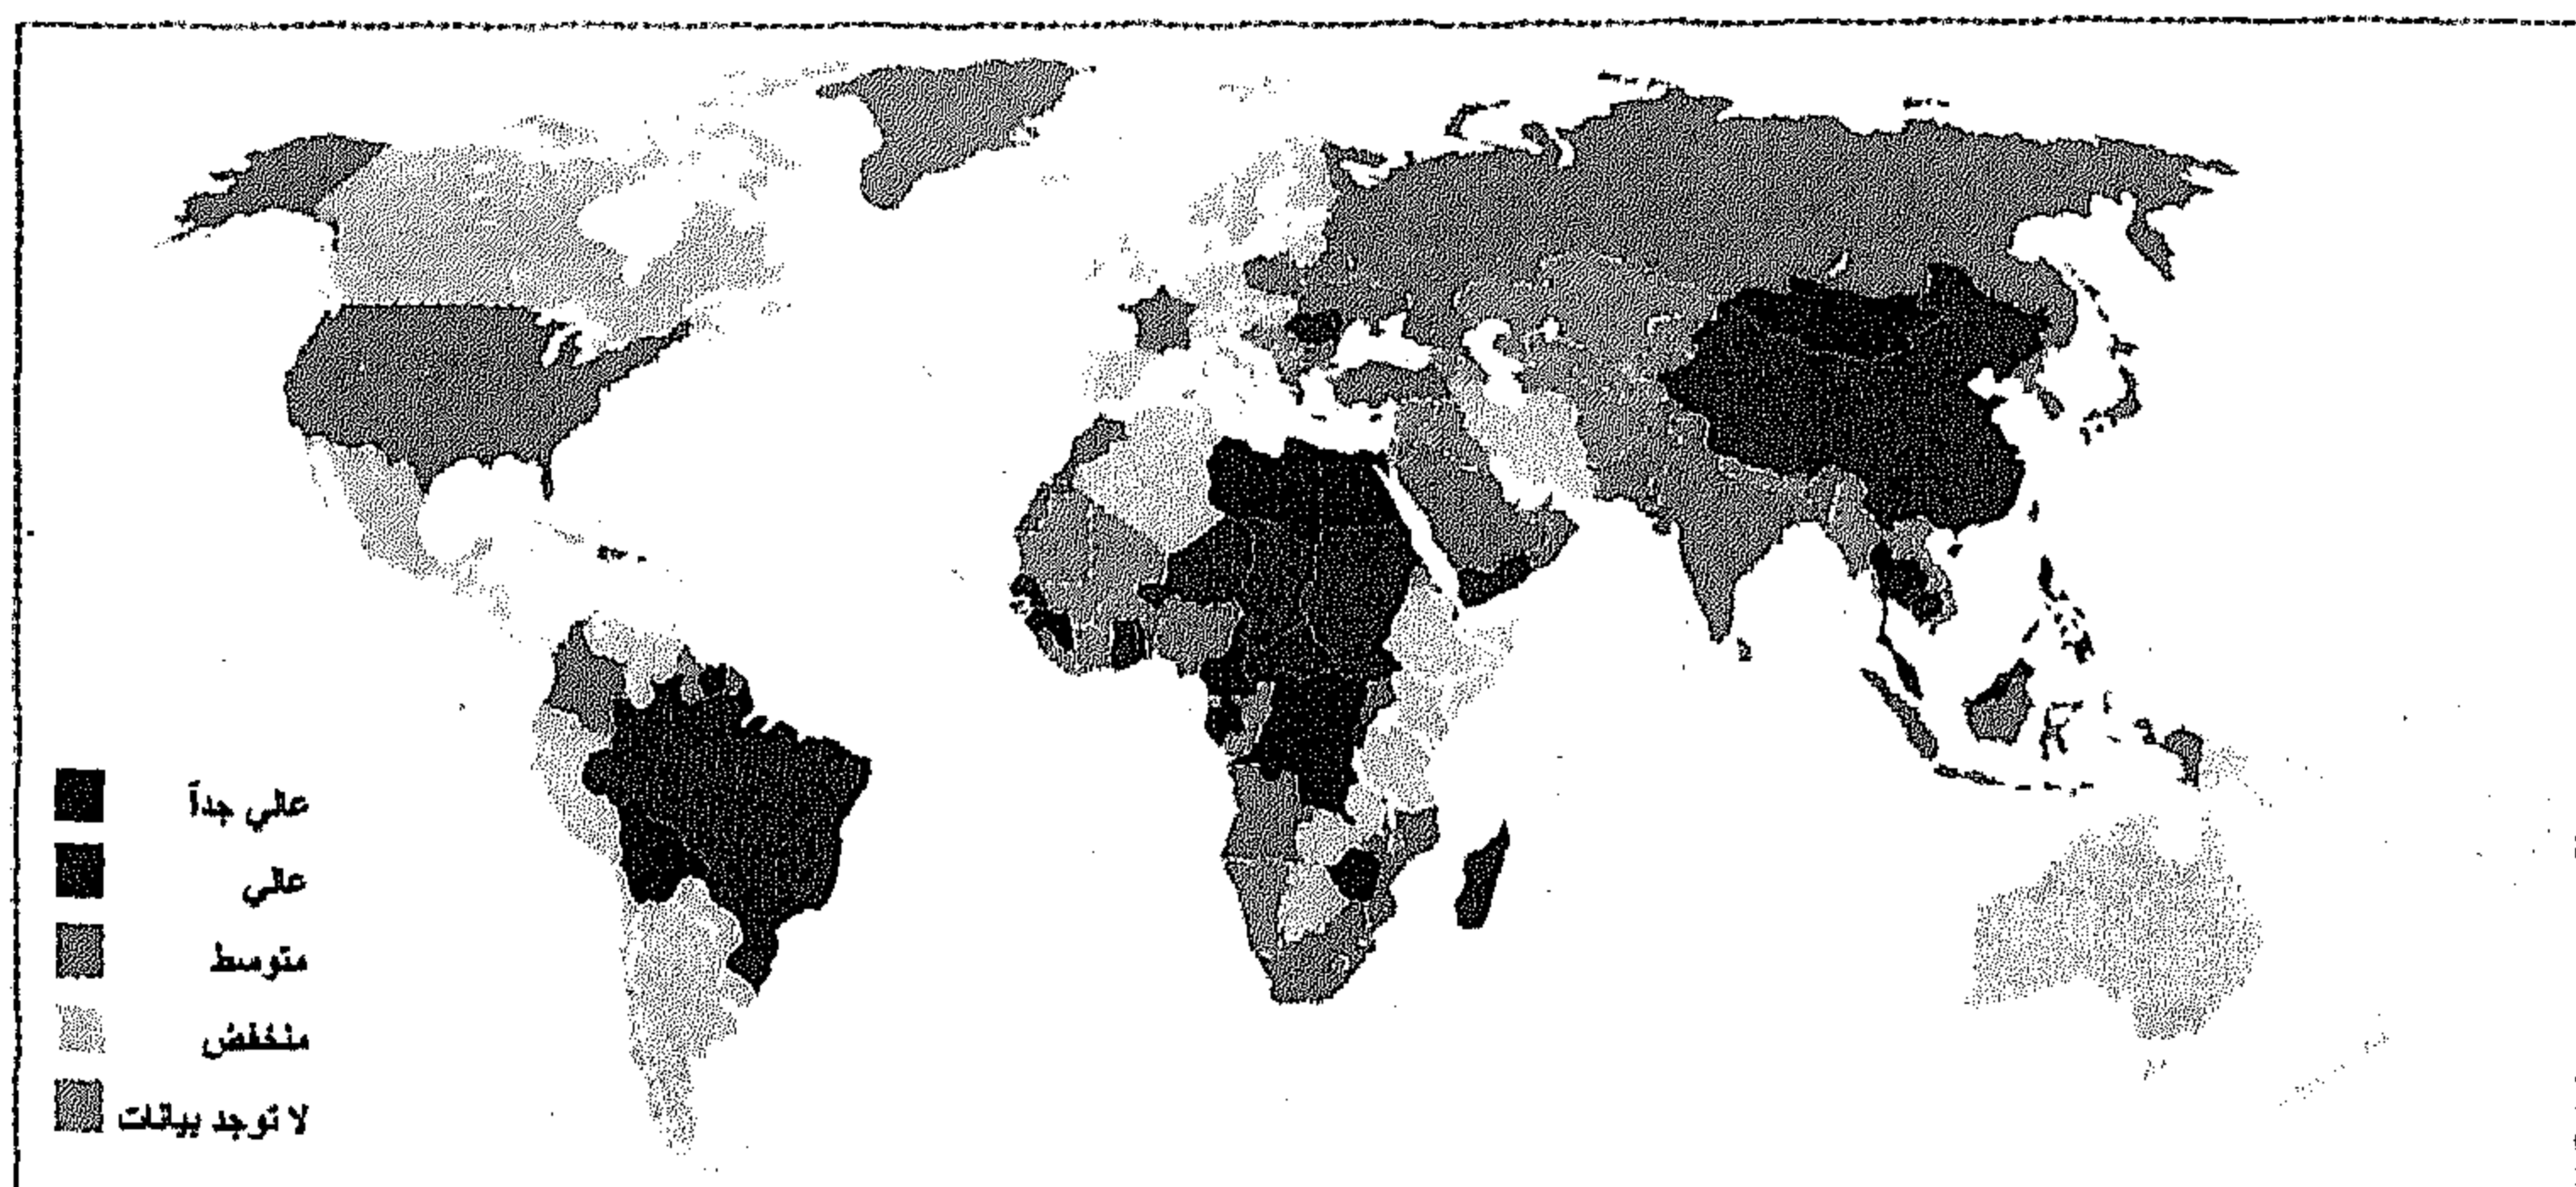 عالي جداً
عالي
متوسط
منخفض
لا توجد بيانات